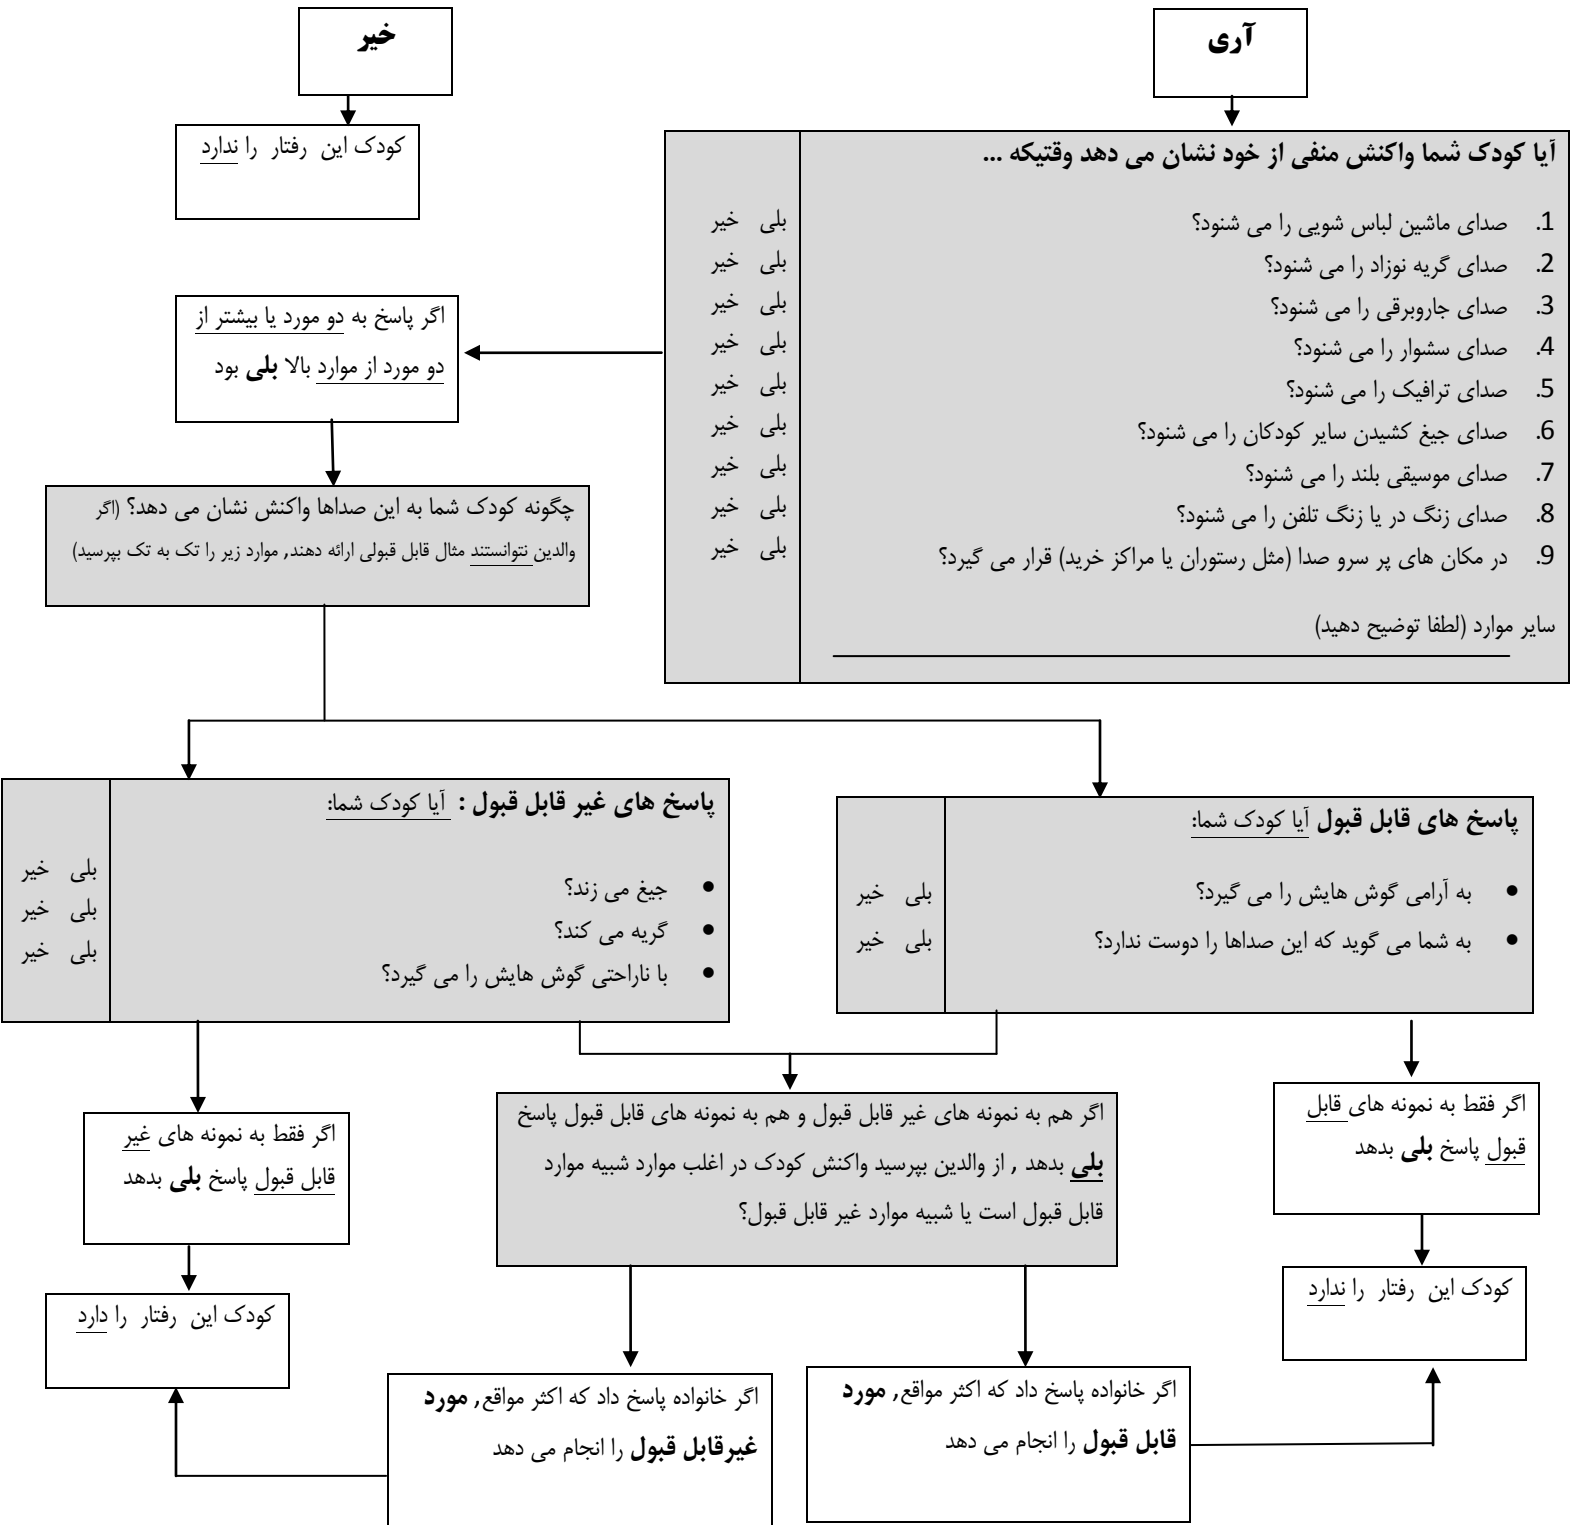 آری
خیر
کودک این رفتار را ندارد
آیا کودک شما واکنش منفی از خود نشان می دهد وقتیکه ...
1. صدای ماشین لباس شویی را می شنود؟ بلی خیر
2. صدای گریه نوزاد را می شنود؟ بلی خیر
3. صدای جاروبرقی را می شنود؟ بلی خیر
4. صدای سشوار را می شنود؟ بلی خیر
5. صدای ترافیک را می شنود؟ بلی خیر
6. صدای جیغ کشیدن سایر کودکان را می شنود؟ بلی خیر
7. صدای موسیقی بلند را می شنود؟ بلی خیر
8. صدای زنگ در یا زنگ تلفن را می شنود؟ بلی خیر
9. در مکان های پر سرو صدا (مثل رستوران یا مراکز خرید) قرار می گیرد؟ بلی خیر
سایر موارد (لطفا توضیح دهید)
اگر پاسخ به دو مورد یا بیشتر از
دو مورد از موارد بالا بلی بود
چگونه کودک شما به این صداها واکنش نشان می دهد؟ (اگر
والدین نتوانستند مثال قابل قبولی ارائه دهند, موارد زیر را تک به تک بپرسید)
پاسخ های قابل قبول آیا کودک شما:
• به آرامی گوش هایش را می گیرد؟ بلی خیر
• به شما می گوید که این صداها را دوست ندارد؟ بلی خیر
پاسخ های غیر قابل قبول : آیا کودک شما:
• جیغ می زند؟ بلی خیر
• گریه می کند؟ بلی خیر
• با ناراحتی گوش هایش را می گیرد؟ بلی خیر
اگر فقط به نمونه های قابل
قبول پاسخ بلی بدهد
اگر هم به نمونه های غیر قابل قبول و هم به نمونه های قابل قبول پاسخ
بلی بدهد , از والدین بپرسید واکنش کودک در اغلب موارد شبیه موارد
قابل قبول است یا شبیه موارد غیر قابل قبول؟
اگر فقط به نمونه های غیر
قابل قبول پاسخ بلی بدهد
کودک این رفتار را ندارد
کودک این رفتار را دارد
اگر خانواده پاسخ داد که اکثر مواقع, مورد
قابل قبول را انجام می دهد
اگر خانواده پاسخ داد که اکثر مواقع, مورد
غیرقابل قبول را انجام می دهد